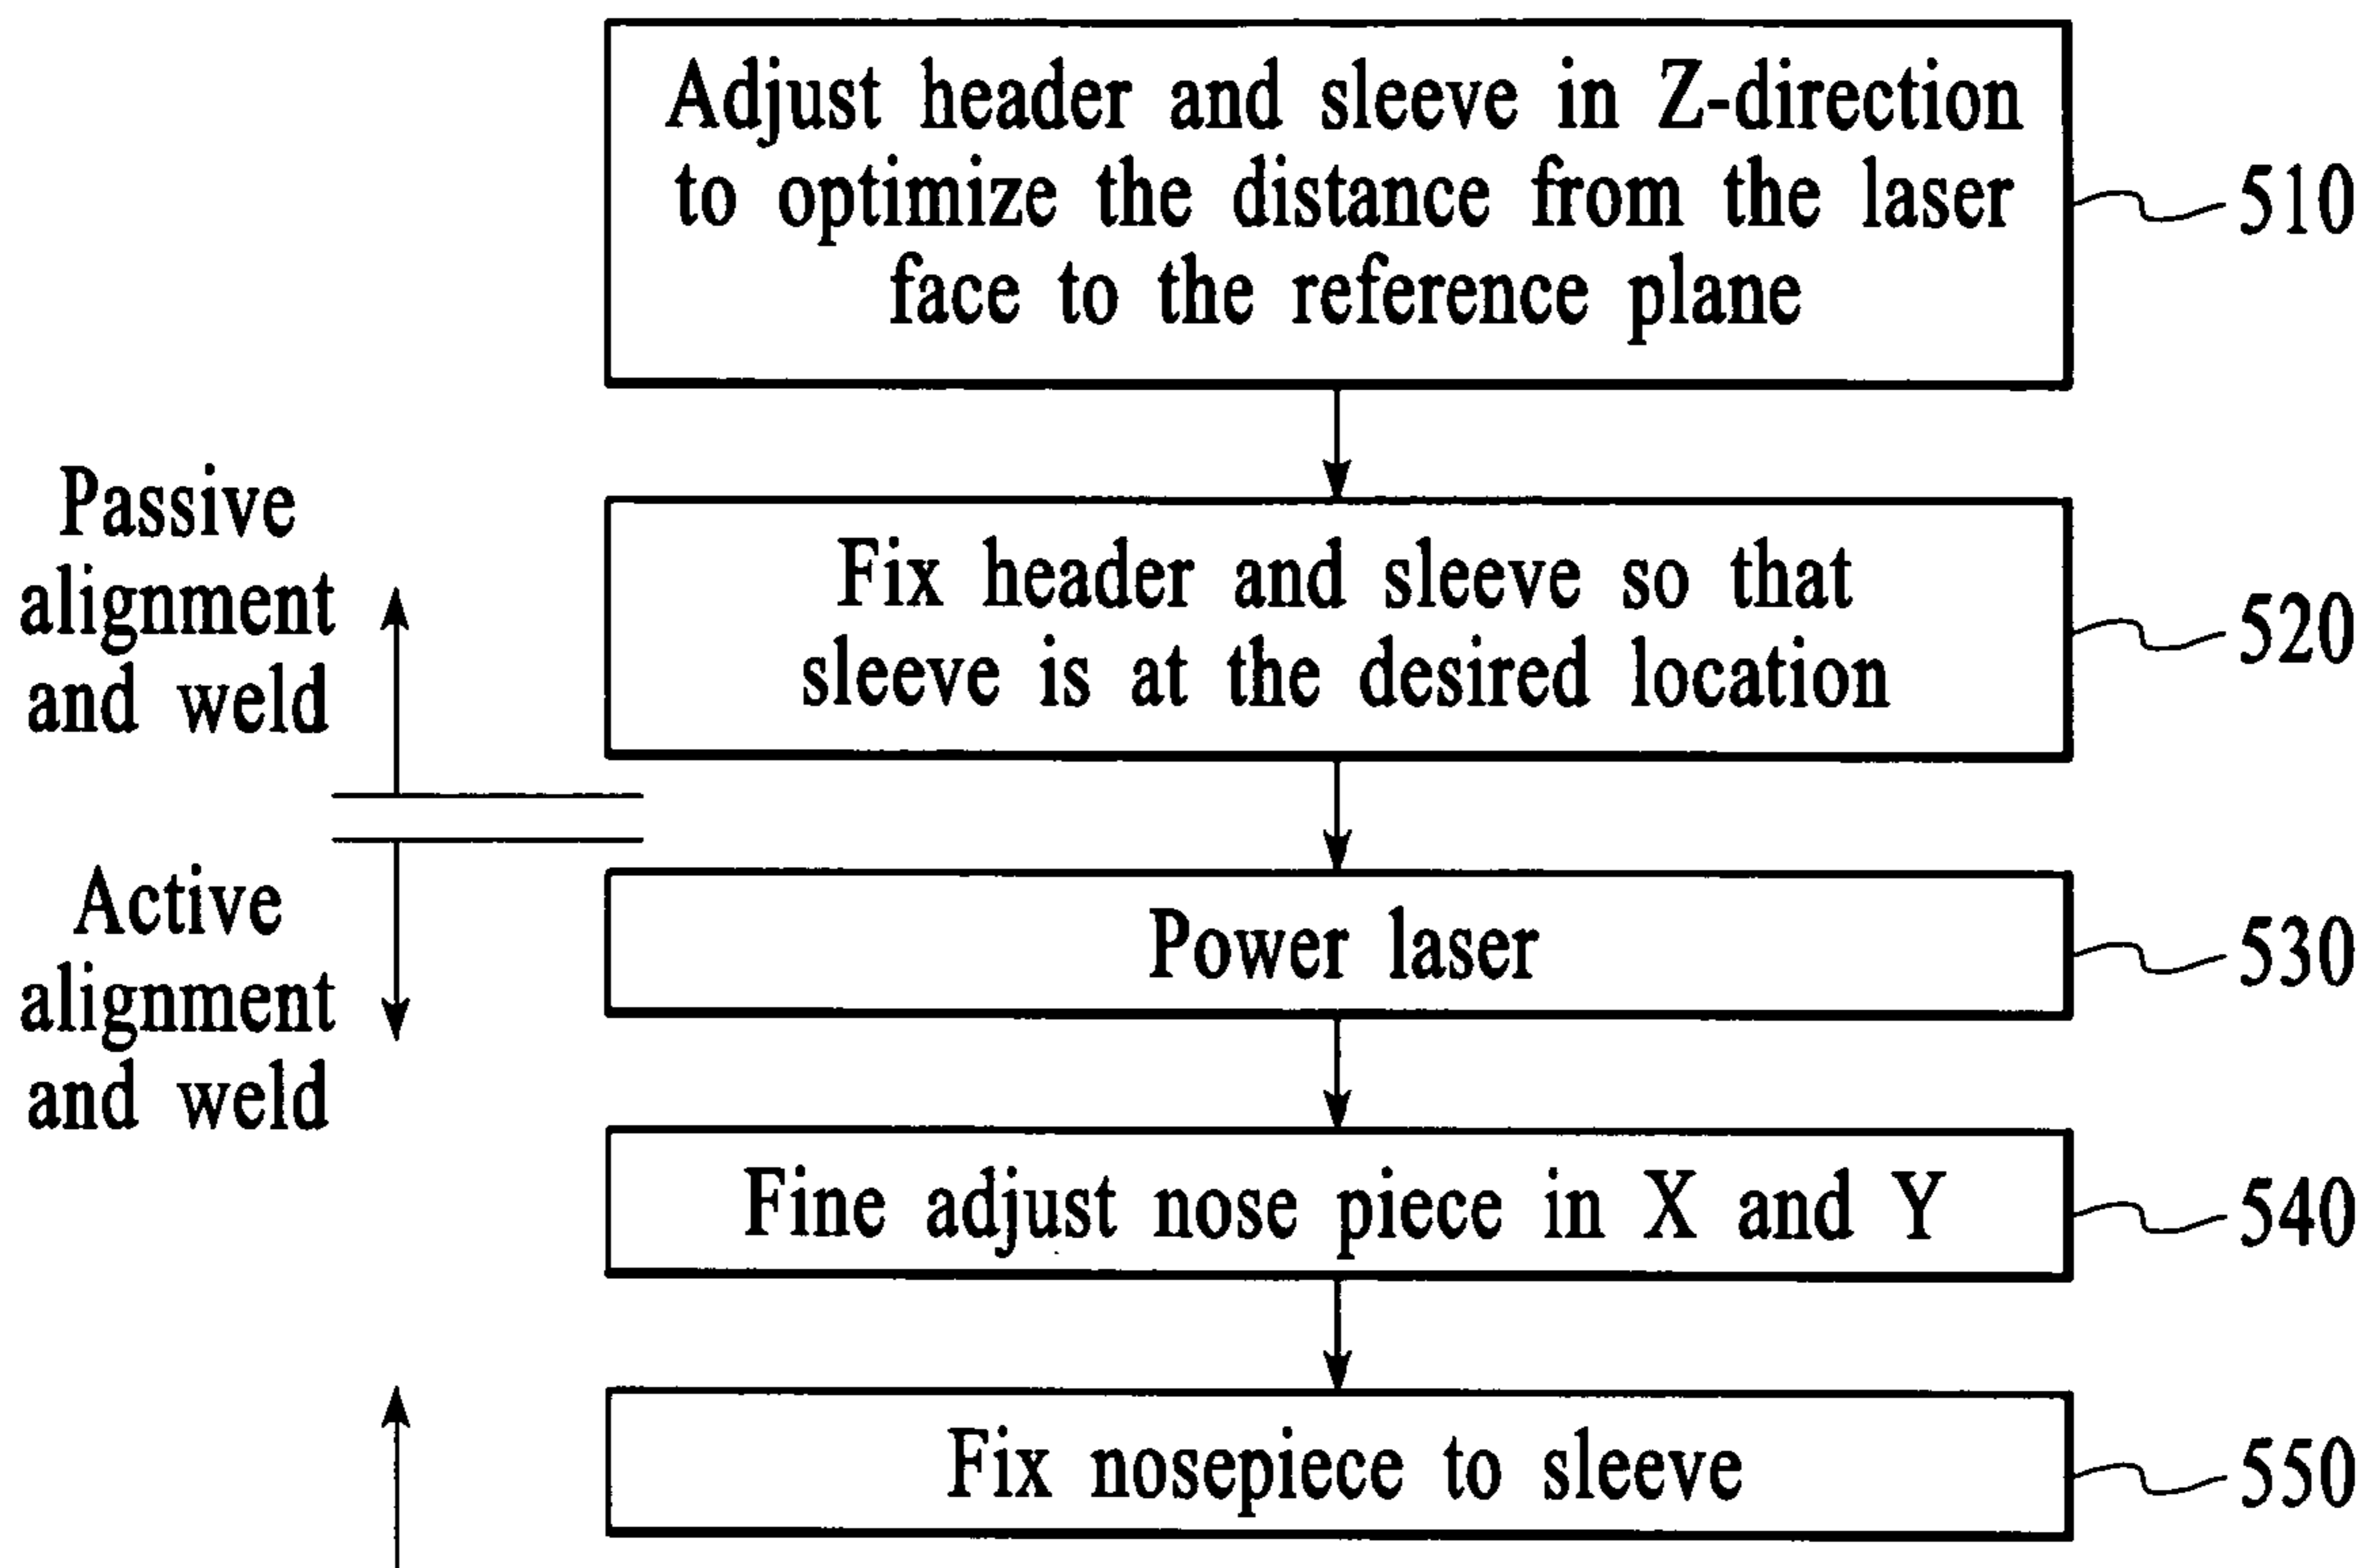 Adjust header and sleeve in Z-direction
to optimize the distance from the laser
face to the reference plane
510
Passive
alignment
and weld
Fix header and sleeve so that
sleeve is at the desired location
520
Active
alignment
and weld
Power laser
530
Fine adjust nose piece in X and Y
540
Fix nosepiece to sleeve
550